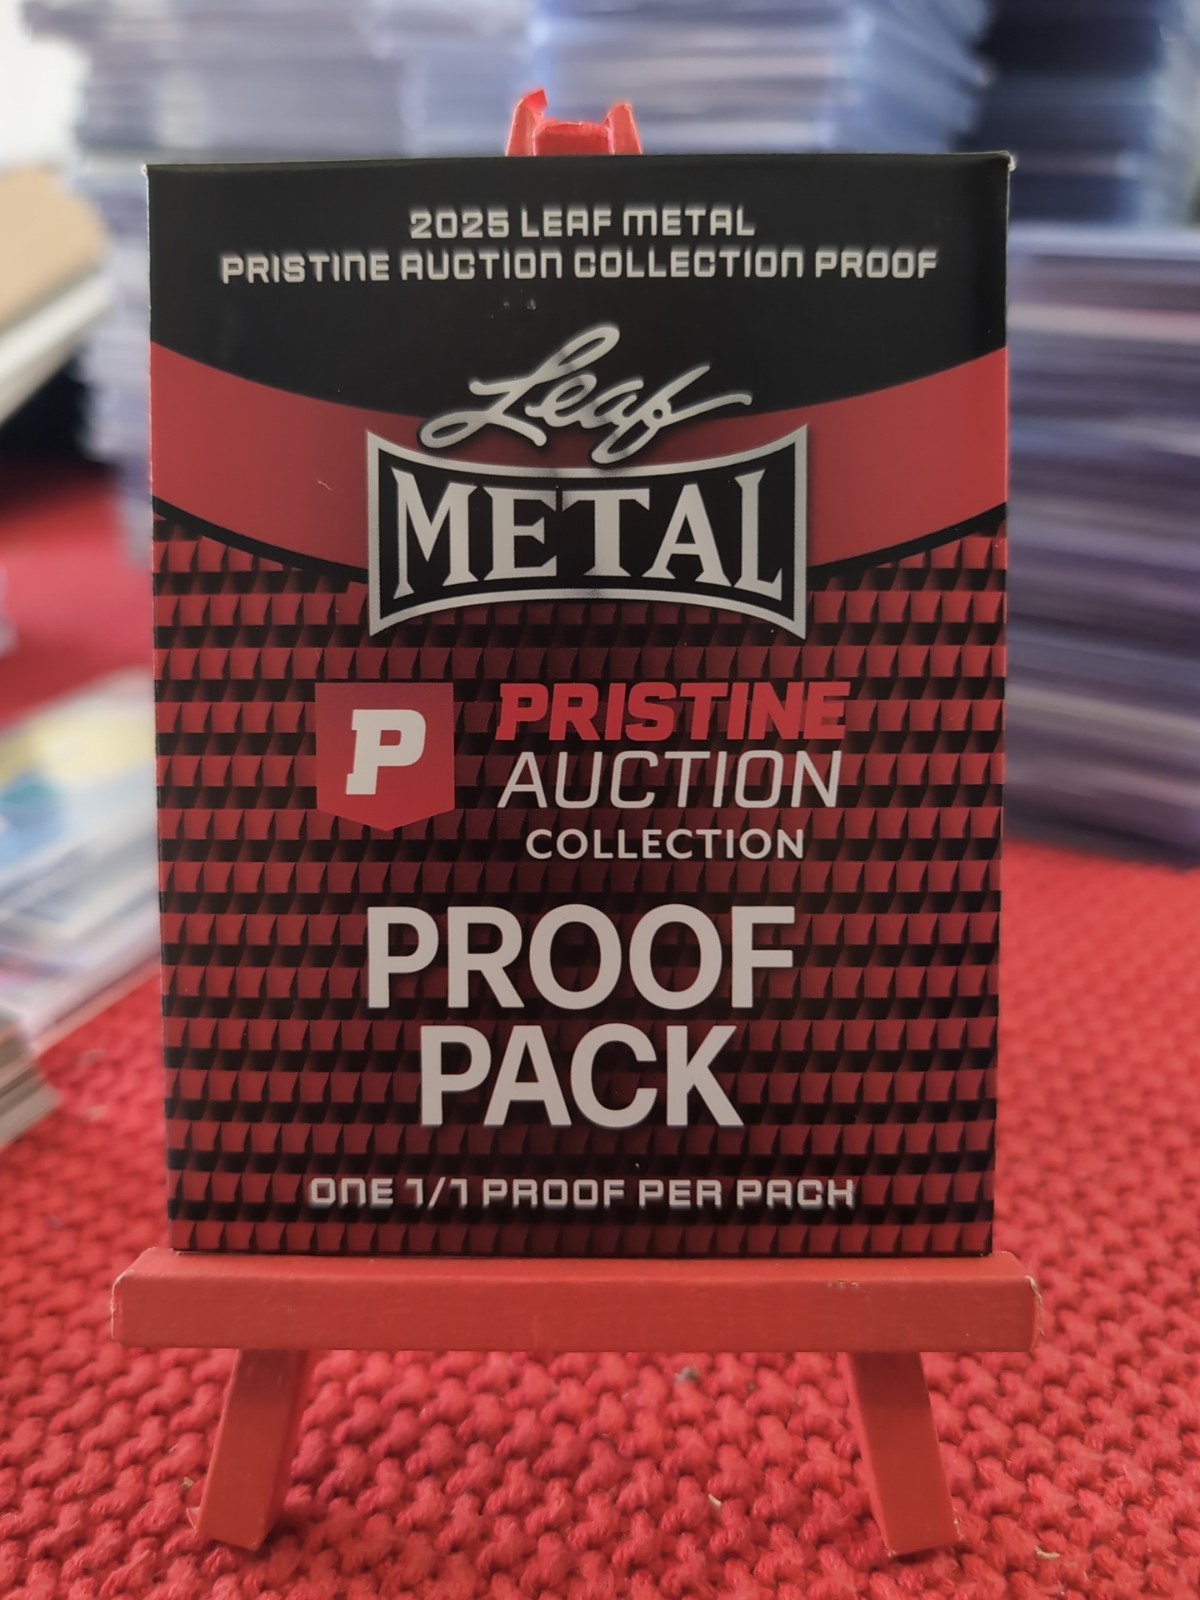 2025 LEAF METAL
PRISTINE AUCTION COLLECTION PROOF
Leaf
METAL
P
PRISTINE
AUCTION
COLLECTION
PROOF
PACK
ONE 1/1 PROOF PER PACK